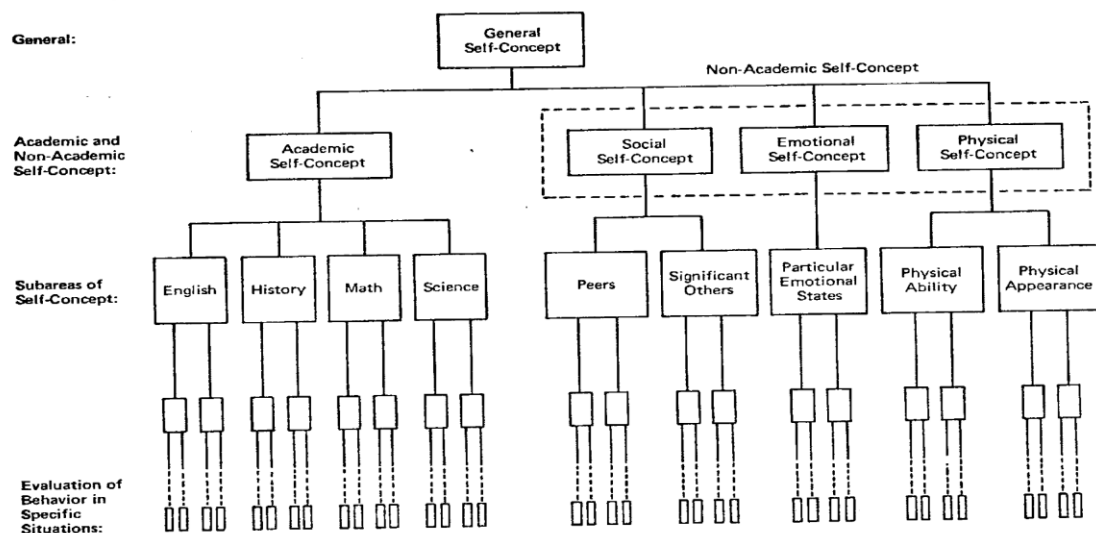 General:
General
Self-Concept
Non-Academic Self-Concept
Academic and
Non-Academic
Self-Concept:
Academic
Self-Concept
Social
Self-Concept
Emotional
Self-Concept
Physical
Self-Concept
Subareas of
Self-Concept:
English
History
Math
Science
Peers
Significant
Others
Particular
Emotional
States
Physical
Ability
Physical
Appearance
Evaluation of
Behavior in
Specific
Situations: